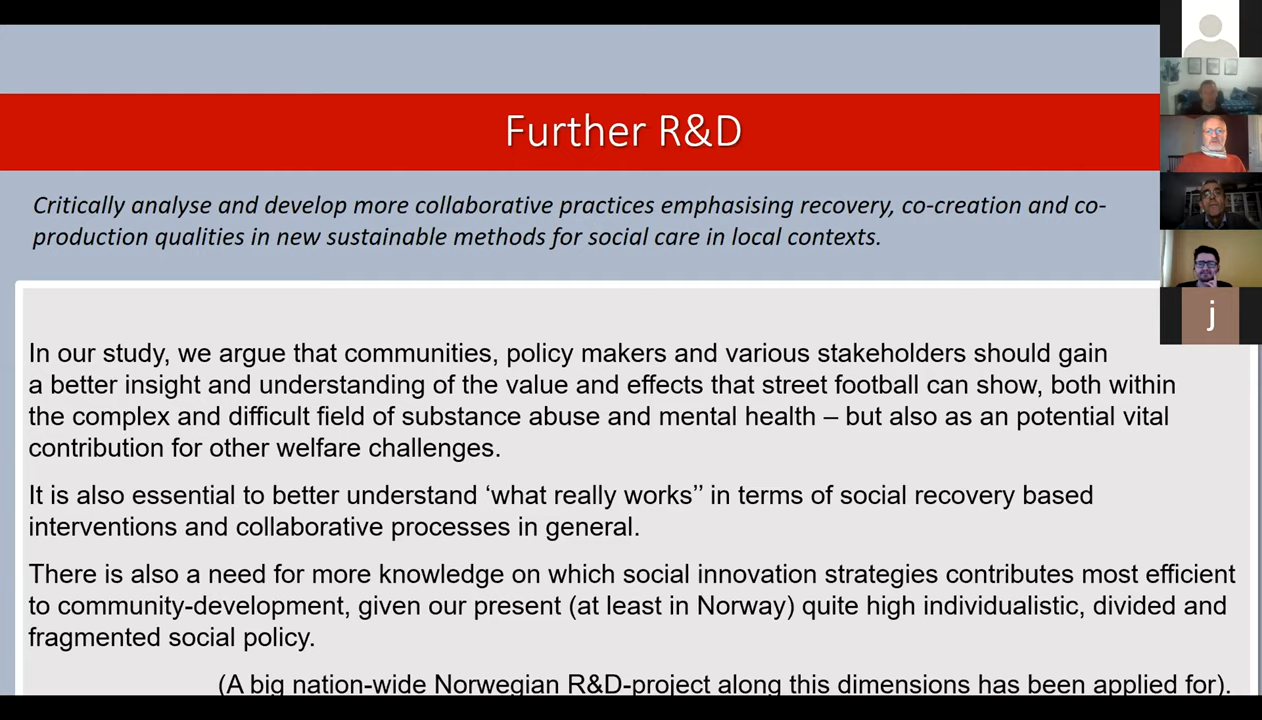 Further R&D
Critically analyse and develop more collaborative practices emphasising recovery, co-creation and co-
production qualities in new sustainable methods for social care in local contexts.
In our study, we argue that communities, policy makers and various stakeholders should gain
a better insight and understanding of the value and effects that street football can show, both within
the complex and difficult field of substance abuse and mental health – but also as an potential vital
contribution for other welfare challenges.
It is also essential to better understand ‘what really works’’ in terms of social recovery based
interventions and collaborative processes in general.
There is also a need for more knowledge on which social innovation strategies contributes most efficient
to community-development, given our present (at least in Norway) quite high individualistic, divided and
fragmented social policy.
(A big nation-wide Norwegian R&D-project along this dimensions has been applied for).
j